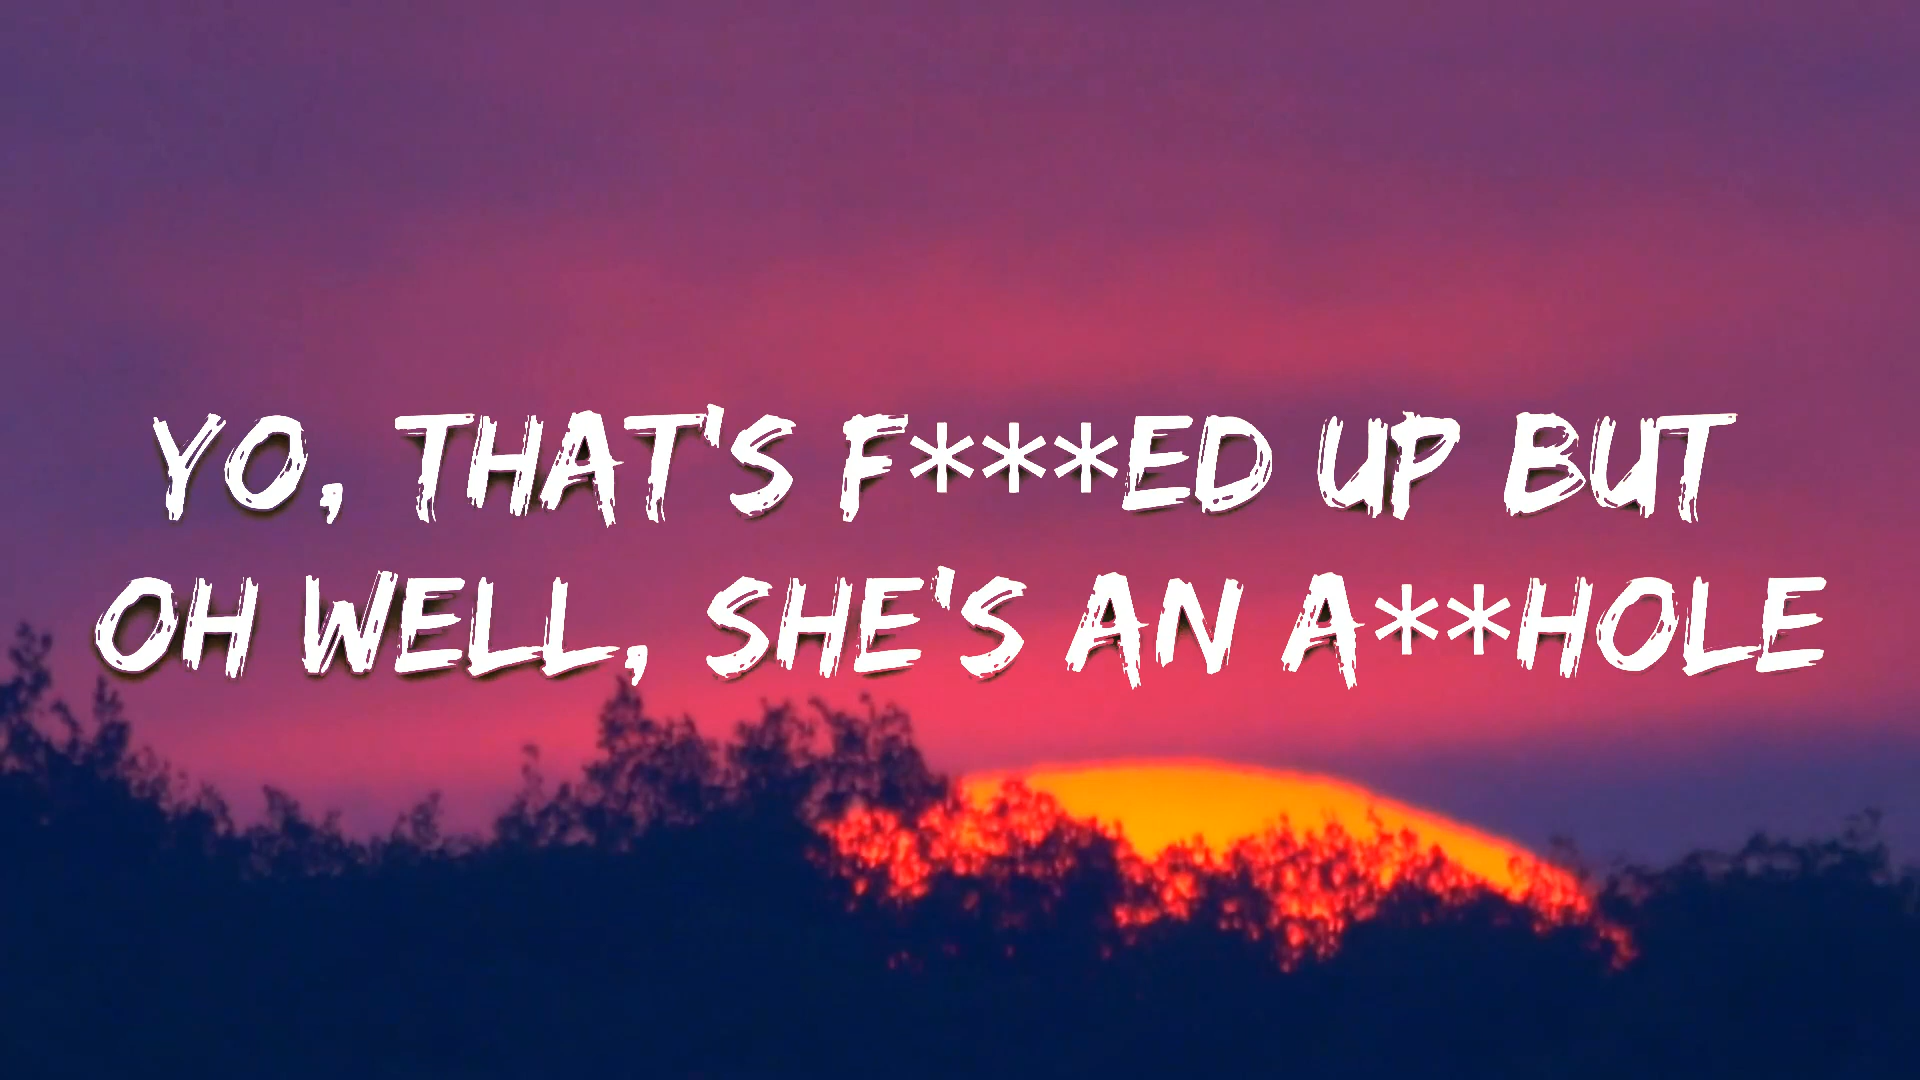 YO, THAT'S F***ED UP BUT
OH WELL, SHE'S AN A**HOLE